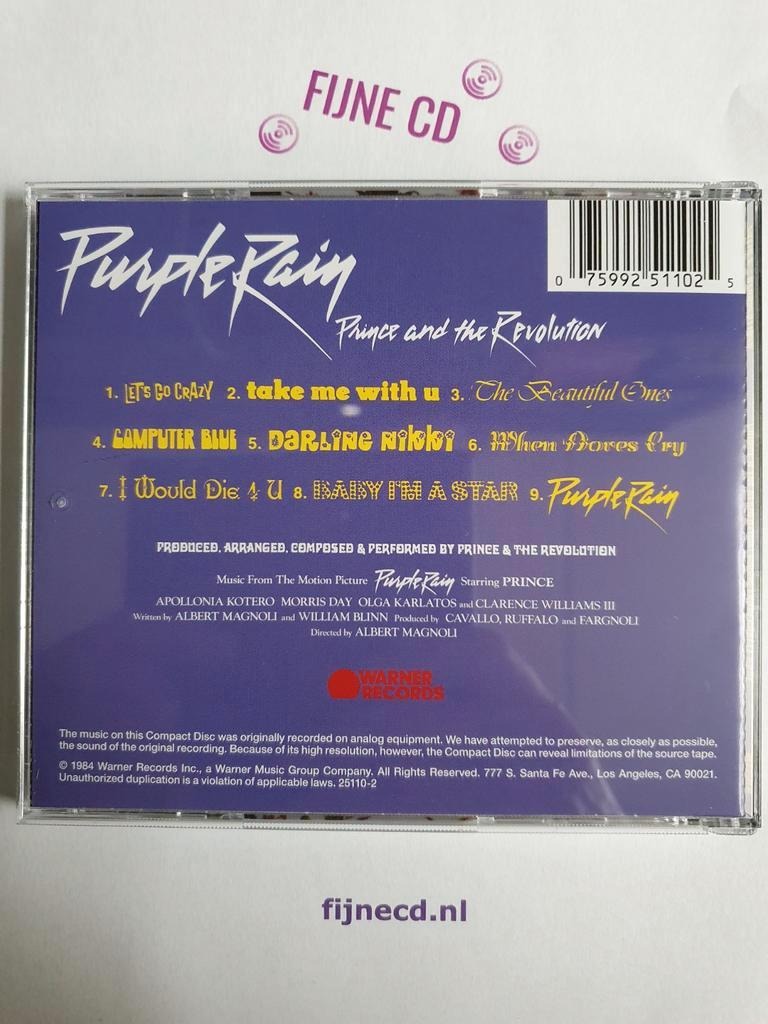 FIJNE CD
Purple Rain
Prince and the Revolution
0 75992 51102 5
1. LET'S GO CRAZY 2. take me with u 3. The Beautiful Ones
4. COMPUTER BLUE 5. DARLING NIKKI 6. When Doves Cry
7. I Would Die 4 U 8. BABY I'M A STAR 9. Purple Rain
PRODUCED, ARRANGED, COMPOSED & PERFORMED BY PRINCE & THE REVOLUTION
Music From The Motion Picture Purple Rain Starring PRINCE
APOLLONIA KOTERO MORRIS DAY OLGA KARLATOS and CLARENCE WILLIAMS III
Written by ALBERT MAGNOLI and WILLIAM BLINN Produced by CAVALLO, RUFFALO and FARGNOLI
Directed by ALBERT MAGNOLI
WARNER
RECORDS
The music on this Compact Disc was originally recorded on analog equipment. We have attempted to preserve, as closely as possible,
the sound of the original recording. Because of its high resolution, however, the Compact Disc can reveal limitations of the source tape.
© 1984 Warner Records Inc., a Warner Music Group Company. All Rights Reserved. 777 S. Santa Fe Ave., Los Angeles, CA 90021.
Unauthorized duplication is a violation of applicable laws. 25110-2
fijnecd.nl